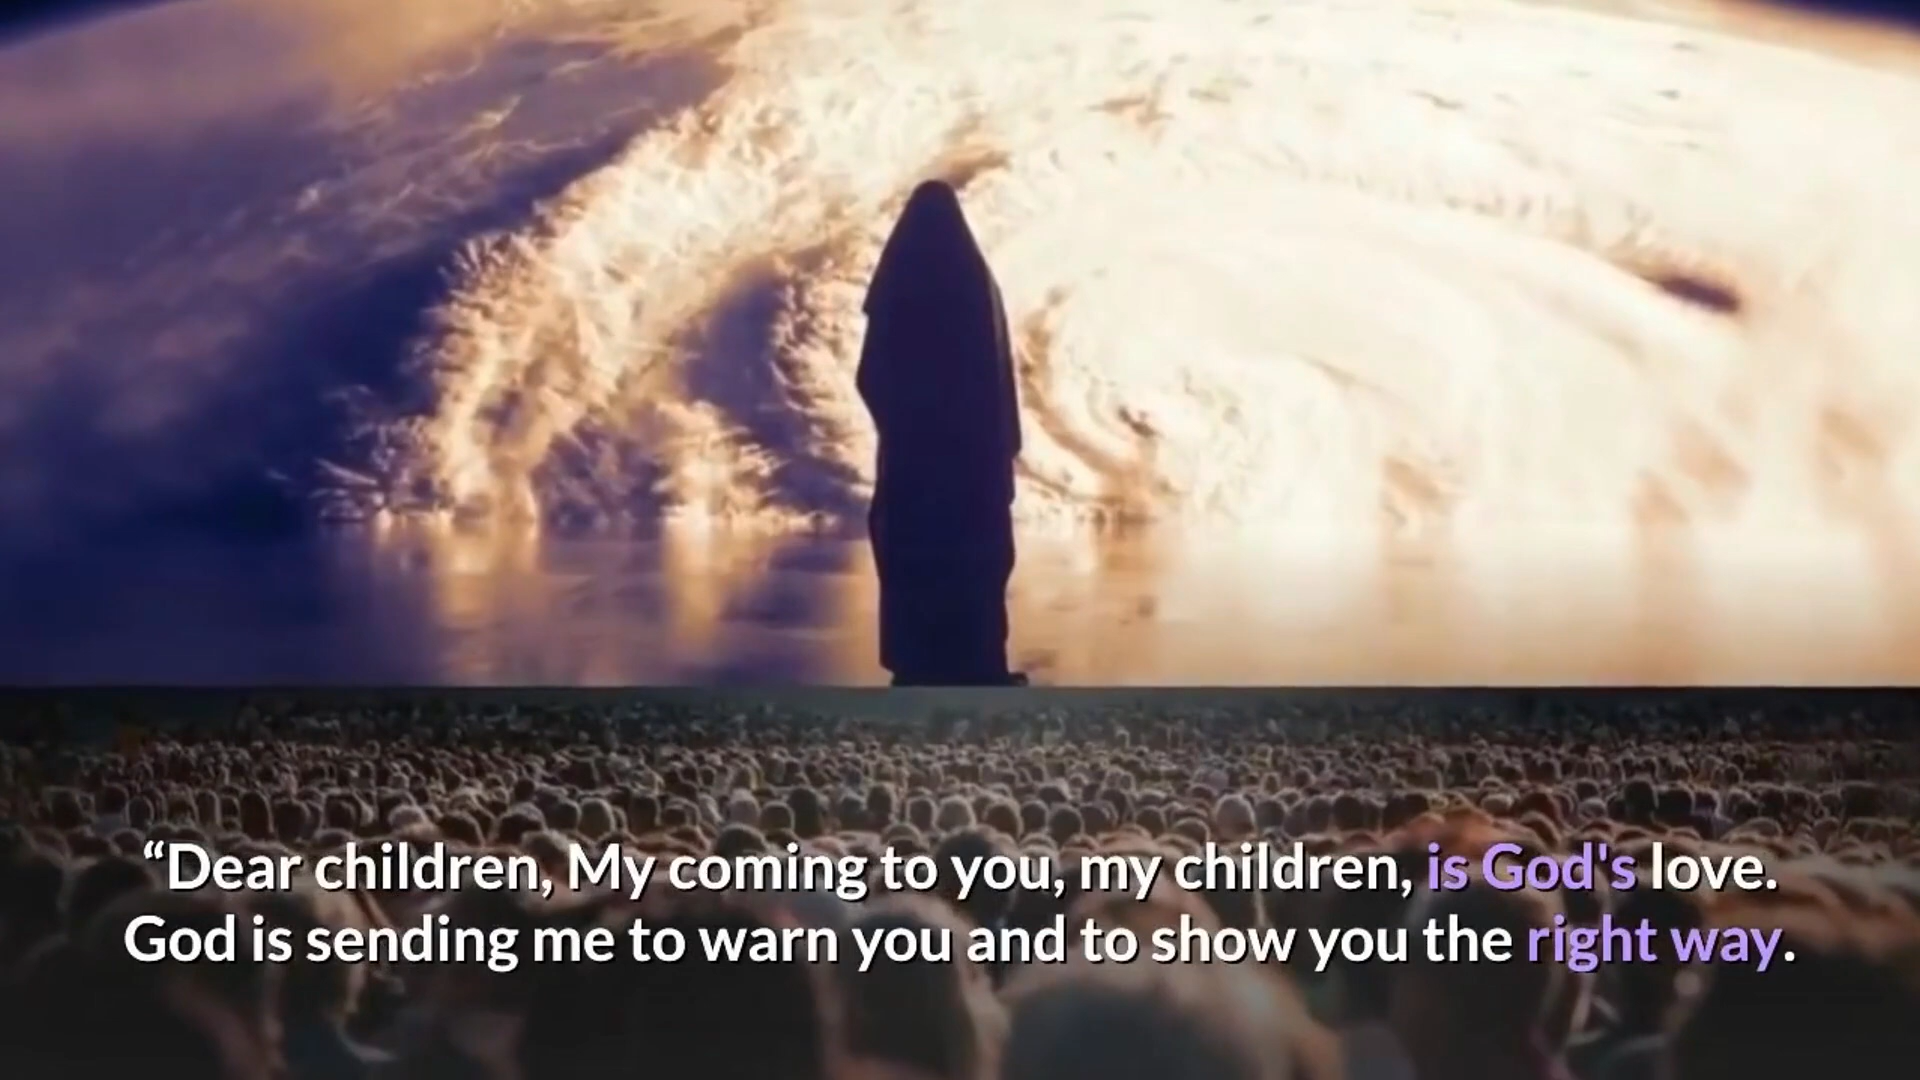 “Dear children, My coming to you, my children, is God's love.
God is sending me to warn you and to show you the right way.